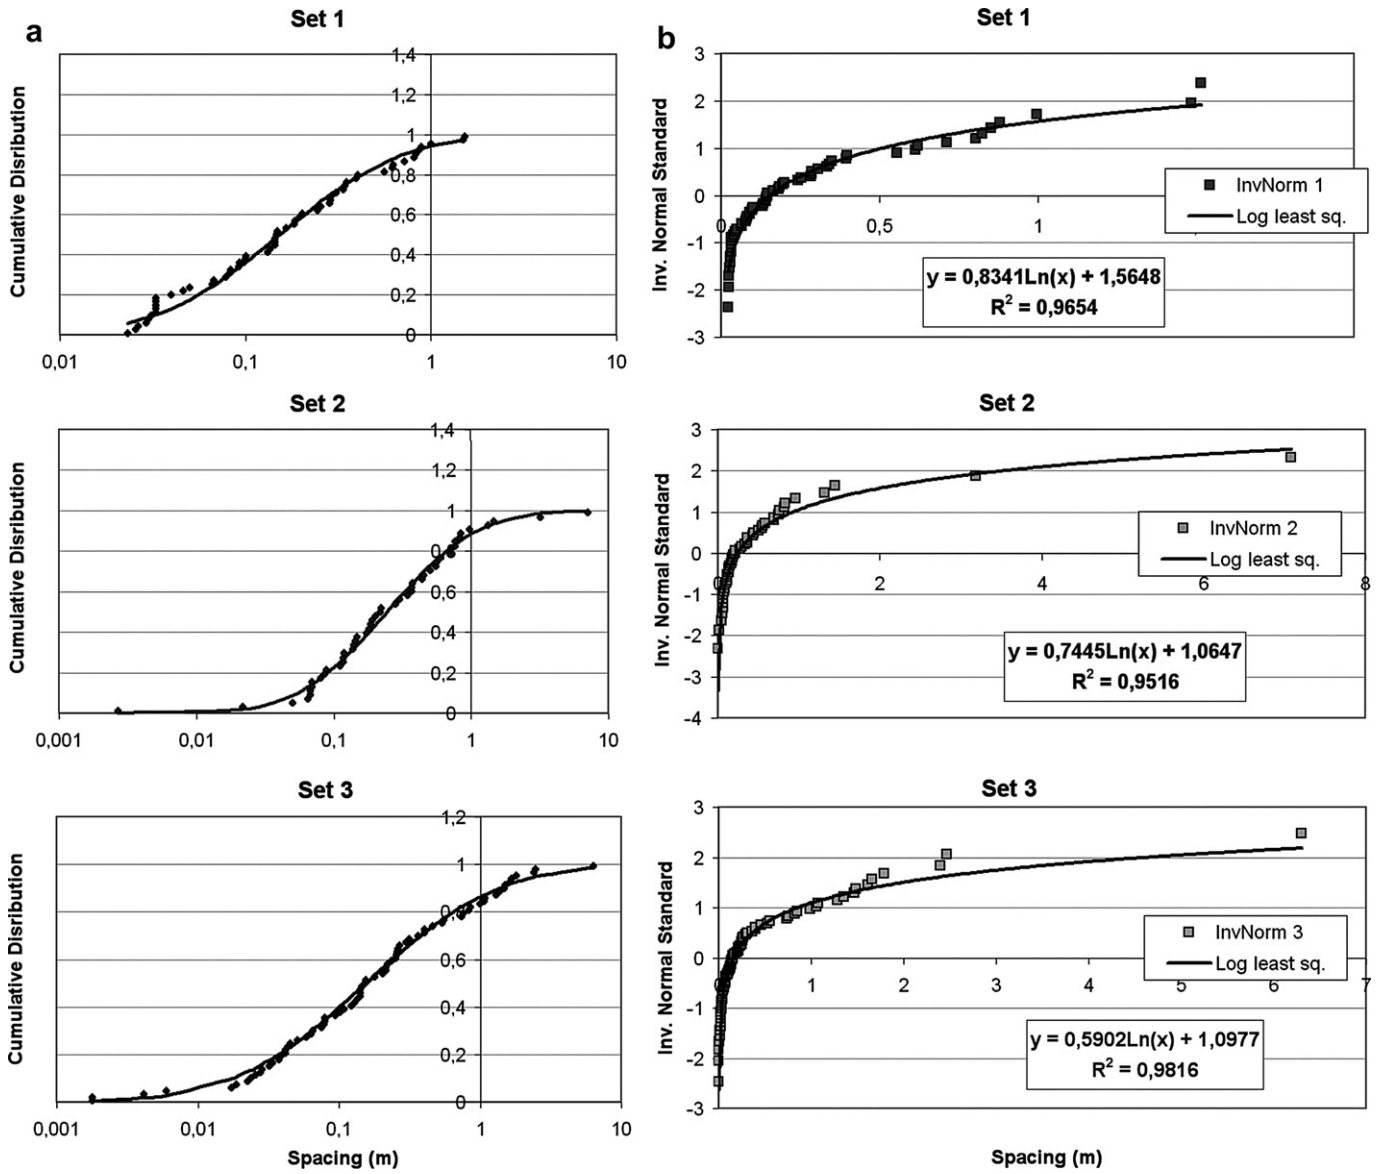 a
Set 1
Cumulative Disribution
1,4
1,2
1
0,8
0,6
0,4
0,2
0
0,01 0,1 1 10
Set 2
Cumulative Disribution
1,4
1,2
1
0,8
0,6
0,4
0,2
0
0,001 0,01 0,1 1 10
Set 3
Cumulative Disribution
1,2
1
0,8
0,6
0,4
0,2
0
0,001 0,01 0,1 1 10
Spacing (m)
b
Set 1
Inv. Normal Standard
3
2
1
0
-1
-2
-3
0 0,5 1
InvNorm 1
Log least sq.
y = 0,8341Ln(x) + 1,5648
R² = 0,9654
Set 2
Inv. Normal Standard
3
2
1
0
-1
-2
-3
-4
0 2 4 6 8
InvNorm 2
Log least sq.
y = 0,7445Ln(x) + 1,0647
R² = 0,9516
Set 3
Inv. Normal Standard
3
2
1
0
-1
-2
-3
0 1 2 3 4 5 6 7
InvNorm 3
Log least sq.
y = 0,5902Ln(x) + 1,0977
R² = 0,9816
Spacing (m)